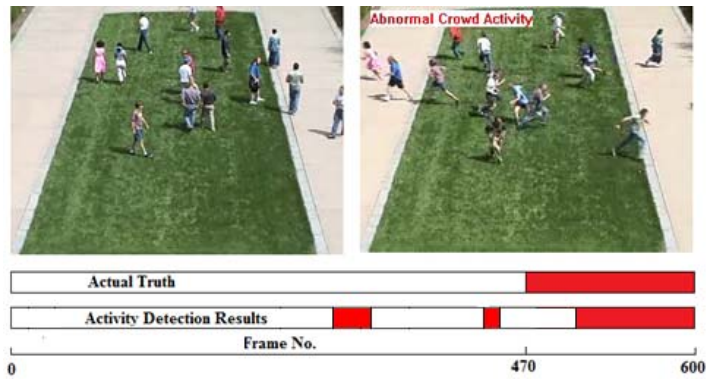 Abnormal Crowd Activity
Actual Truth
Activity Detection Results
Frame No.
0 470 600